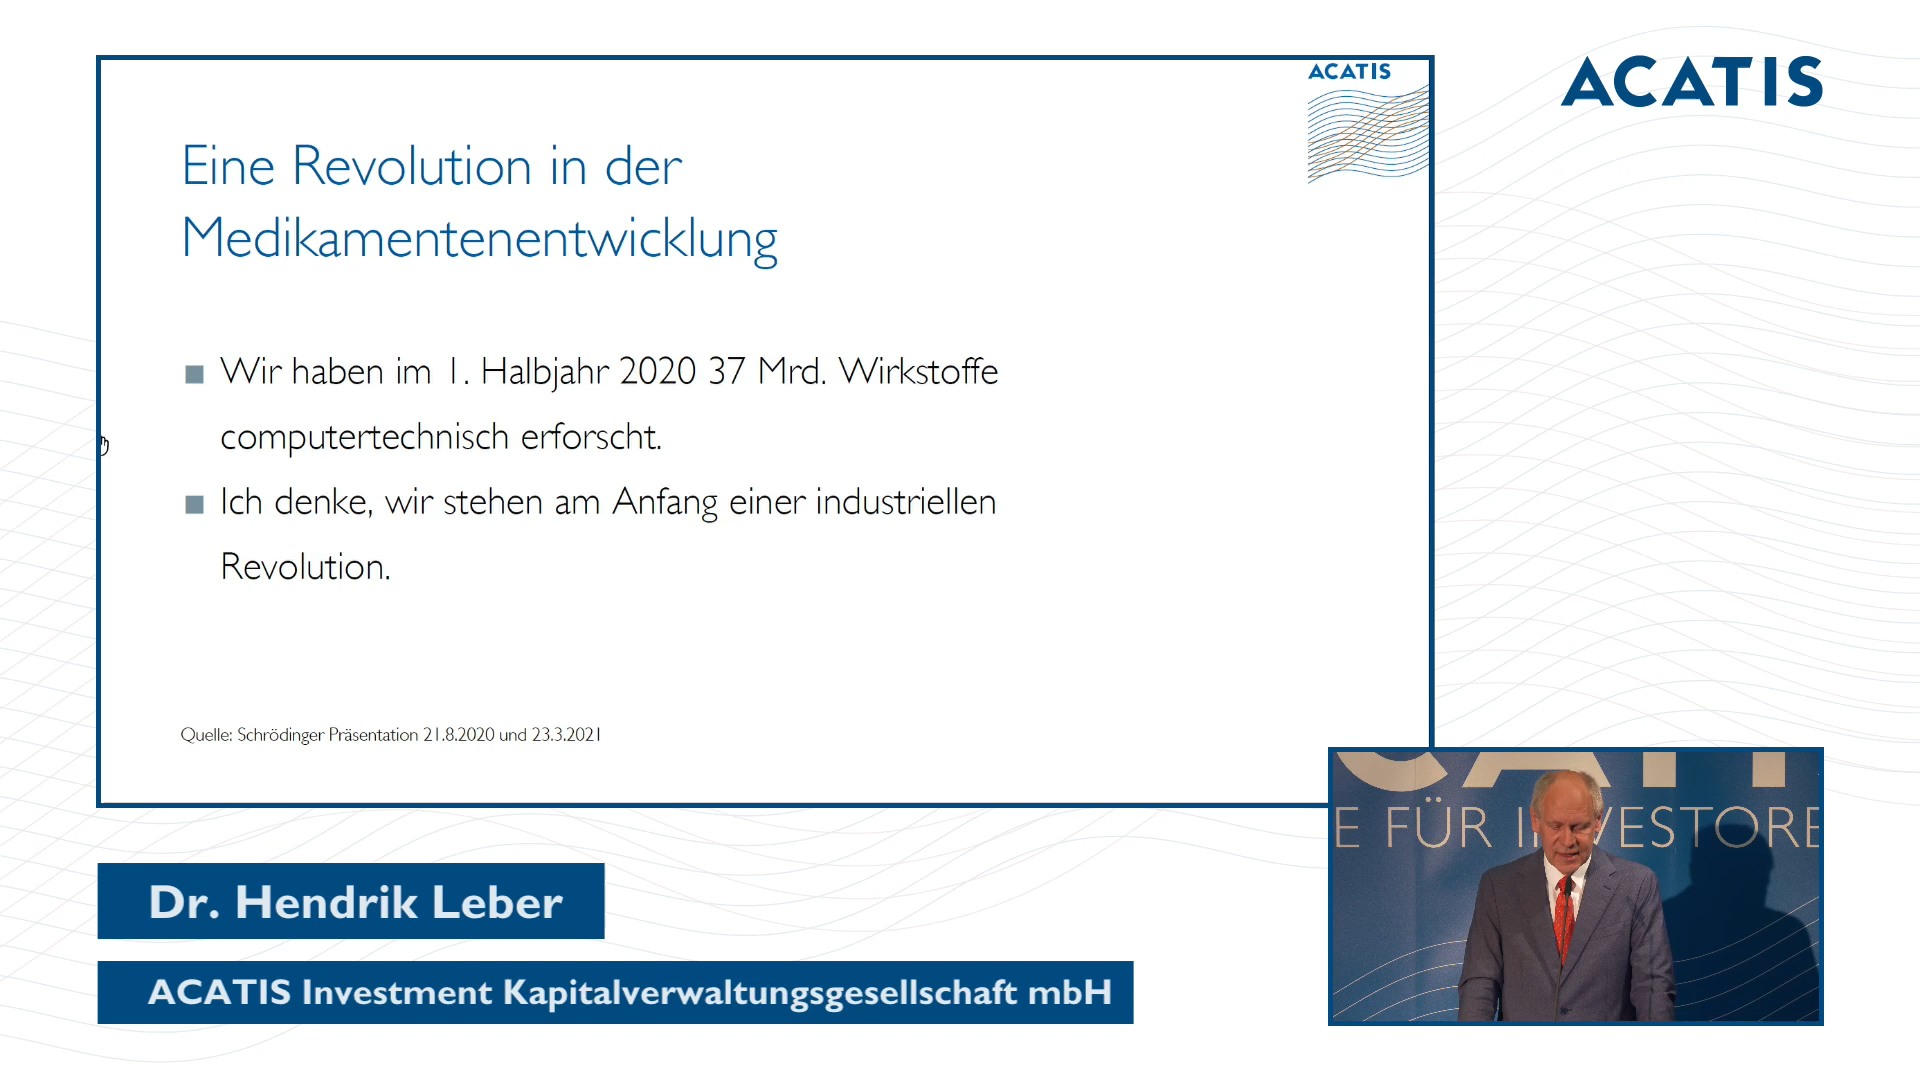 ACATIS
ACATIS
Eine Revolution in der
Medikamentenentwicklung
Wir haben im 1. Halbjahr 2020 37 Mrd. Wirkstoffe
computertechnisch erforscht.
Ich denke, wir stehen am Anfang einer industriellen
Revolution.
Quelle: Schrödinger Präsentation 21.8.2020 und 23.3.2021
E FÜR INVESTORE
Dr. Hendrik Leber
ACATIS Investment Kapitalverwaltungsgesellschaft mbH